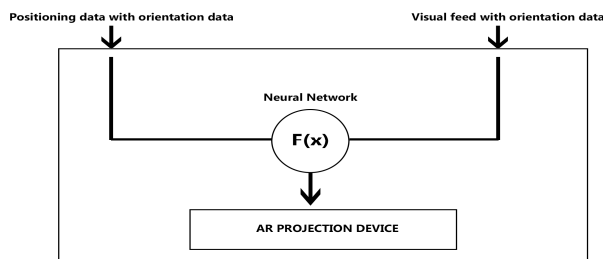 Positioning data with orientation data
Visual feed with orientation data
Neural Network
F(x)
AR PROJECTION DEVICE